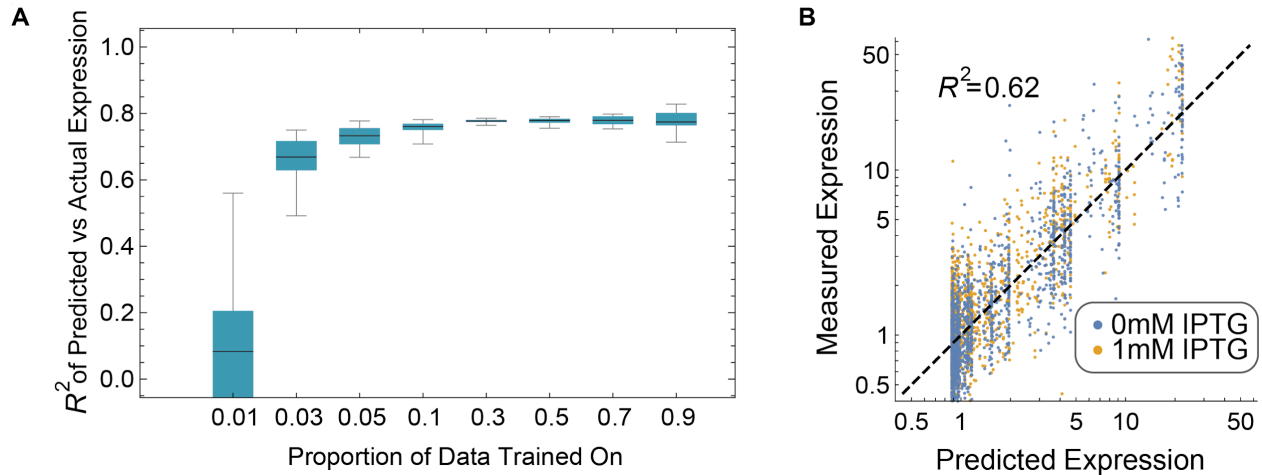 A
R² of Predicted vs Actual Expression
1.0
0.8
0.6
0.4
0.2
0.0
0.01 0.03 0.05 0.1 0.3 0.5 0.7 0.9
Proportion of Data Trained On
B
Measured Expression
50
10
5
1
0.5
R²=0.62
0mM IPTG
1mM IPTG
0.5 1 5 10 50
Predicted Expression